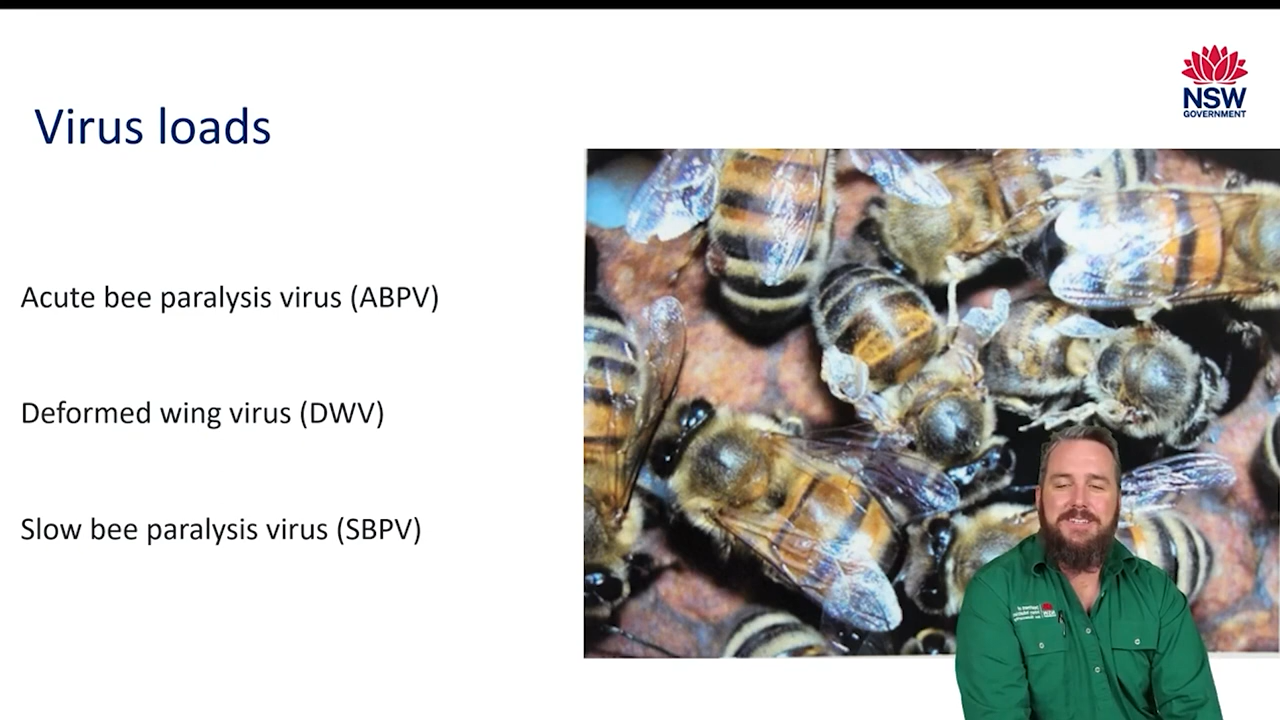 Virus loads
NSW
GOVERNMENT
Acute bee paralysis virus (ABPV)
Deformed wing virus (DWV)
Slow bee paralysis virus (SBPV)